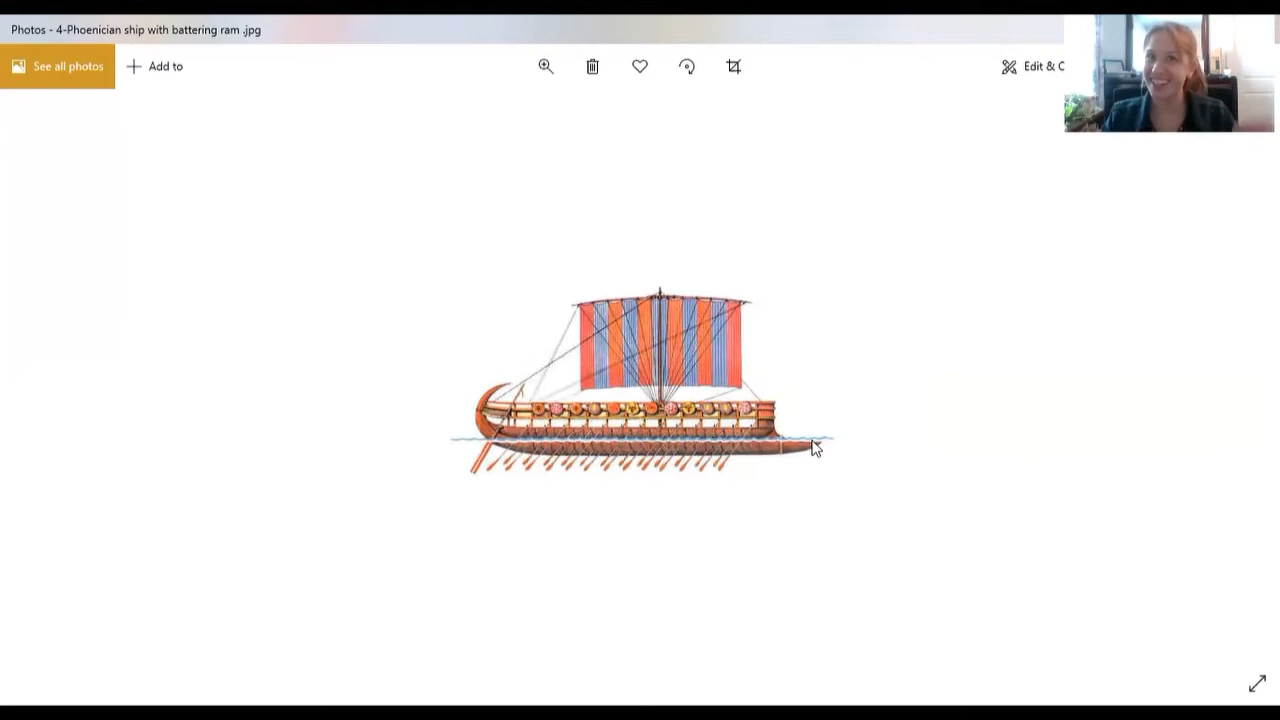 Photos - 4-Phoenician ship with battering ram .jpg
See all photos
Add to
Edit & C